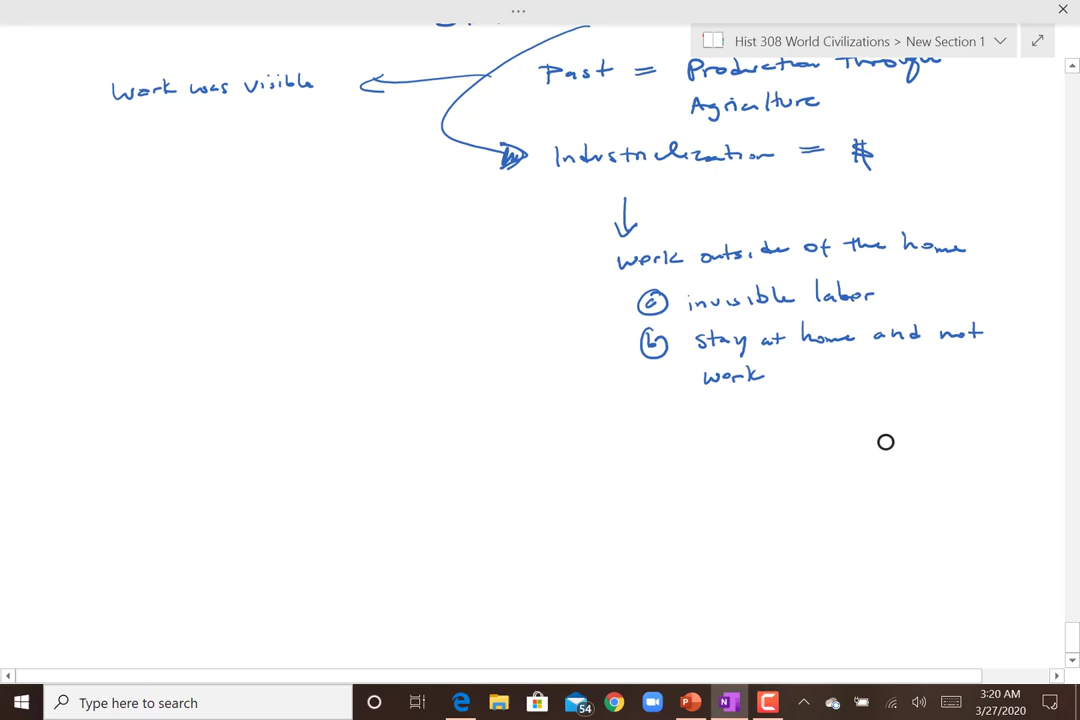 Hist 308 World Civilizations > New Section 1
Past = Production Through
Agriculture
Work was visible
Industrialization = $
work outside of the home
a invisible labor
b stay at home and not
work
Type here to search
54
3:20 AM
3/27/2020